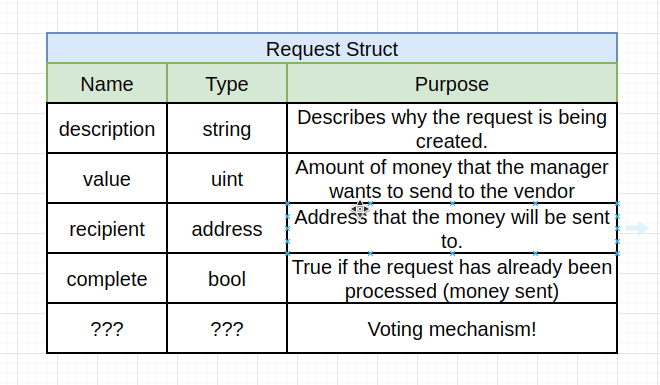 Request Struct
Name Type Purpose
description string Describes why the request is being
created.
value uint Amount of money that the manager
wants to send to the vendor
recipient address Address that the money will be sent
to.
complete bool True if the request has already been
processed (money sent)
??? ??? Voting mechanism!